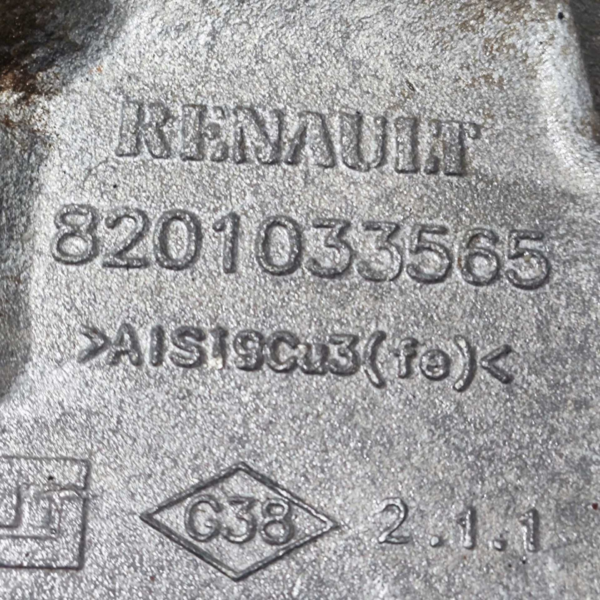 RENAULT
8201033565
>AlSi9Cu3(fe)<
G38 2.1.1